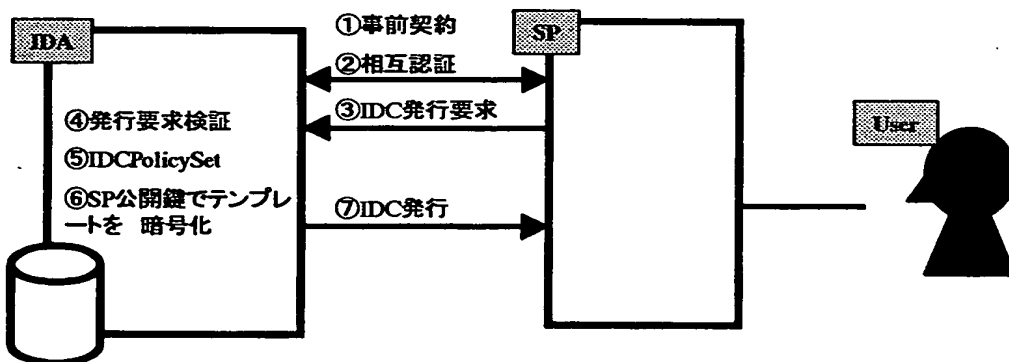 ①事前契約
IDA
SP
②相互認証
③IDC発行要求
④発行要求検証
User
⑤IDCPolicySet
⑥SP公開鍵でテンプレ
ートを 暗号化
⑦IDC発行